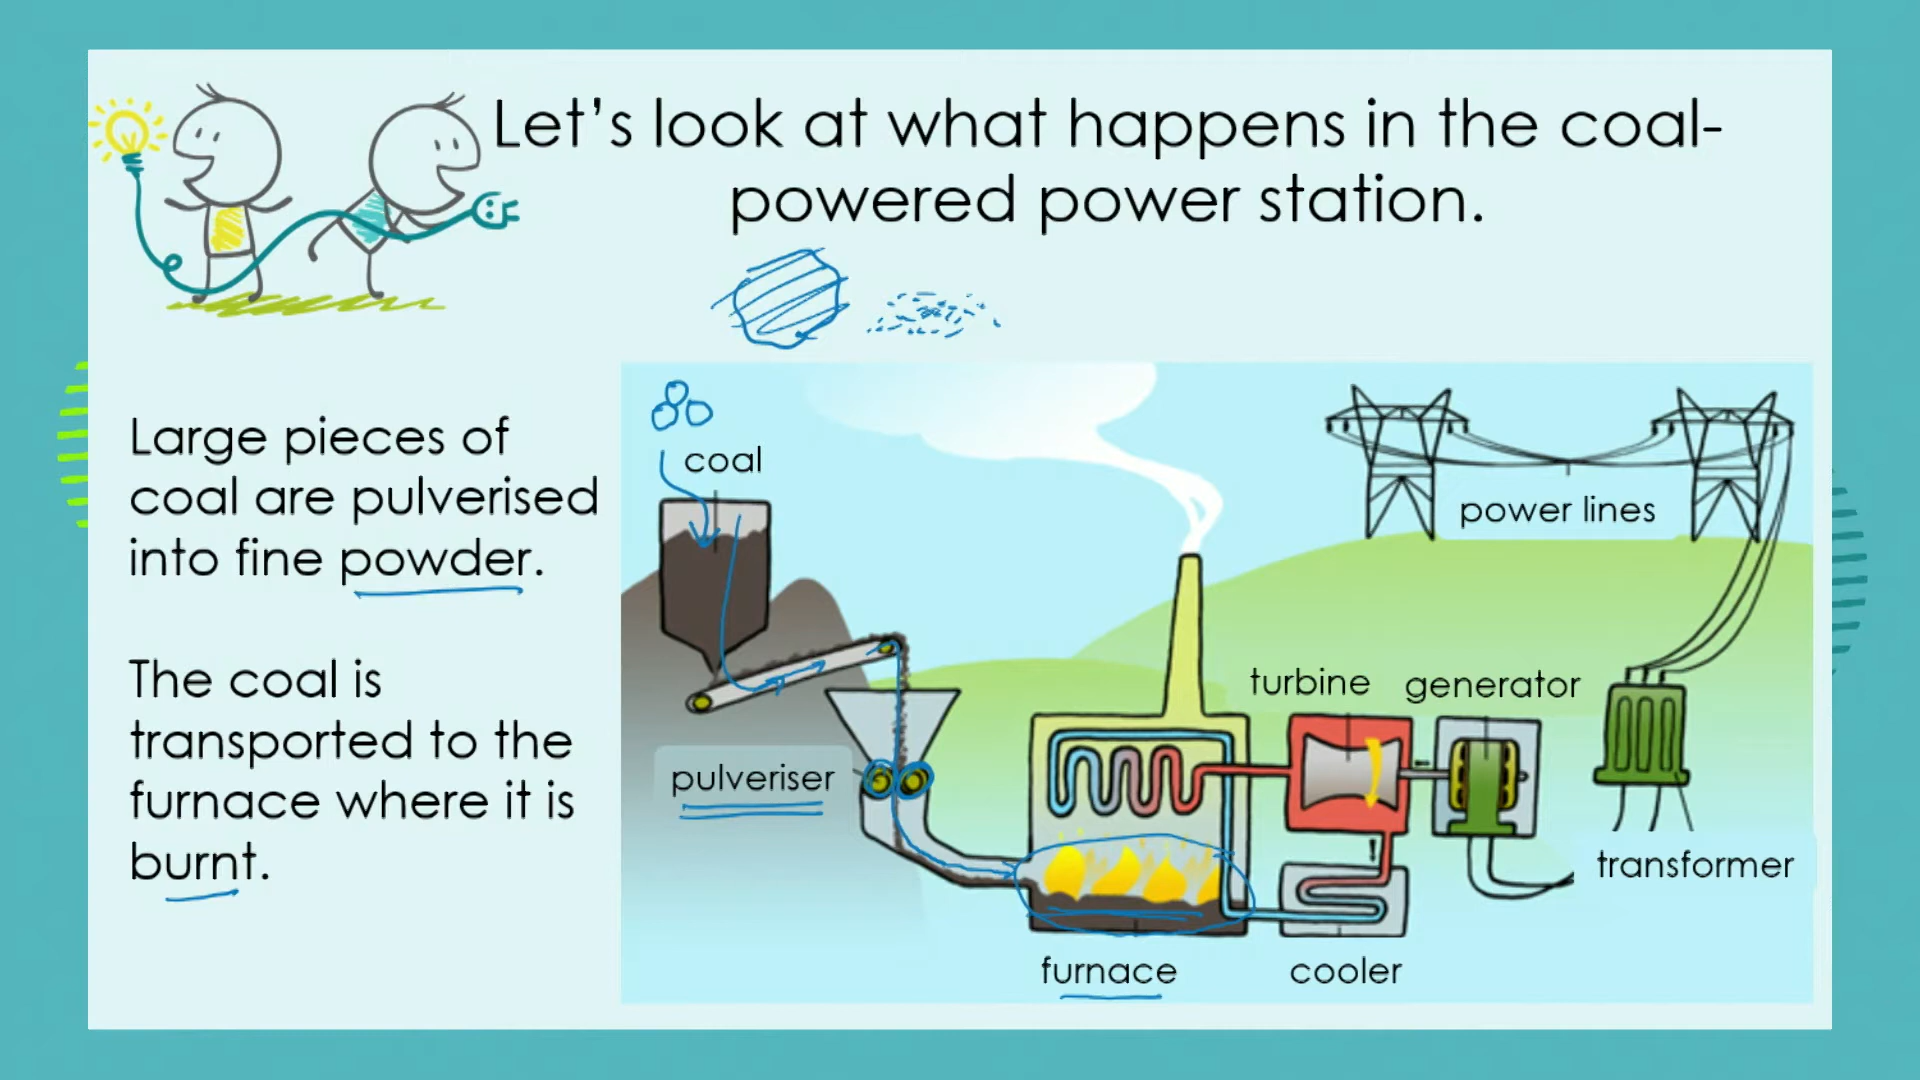 Let's look at what happens in the coal-
powered power station.
Large pieces of
coal are pulverised
into fine powder.
The coal is
transported to the
furnace where it is
burnt.
coal
power lines
turbine
generator
pulveriser
transformer
furnace
cooler